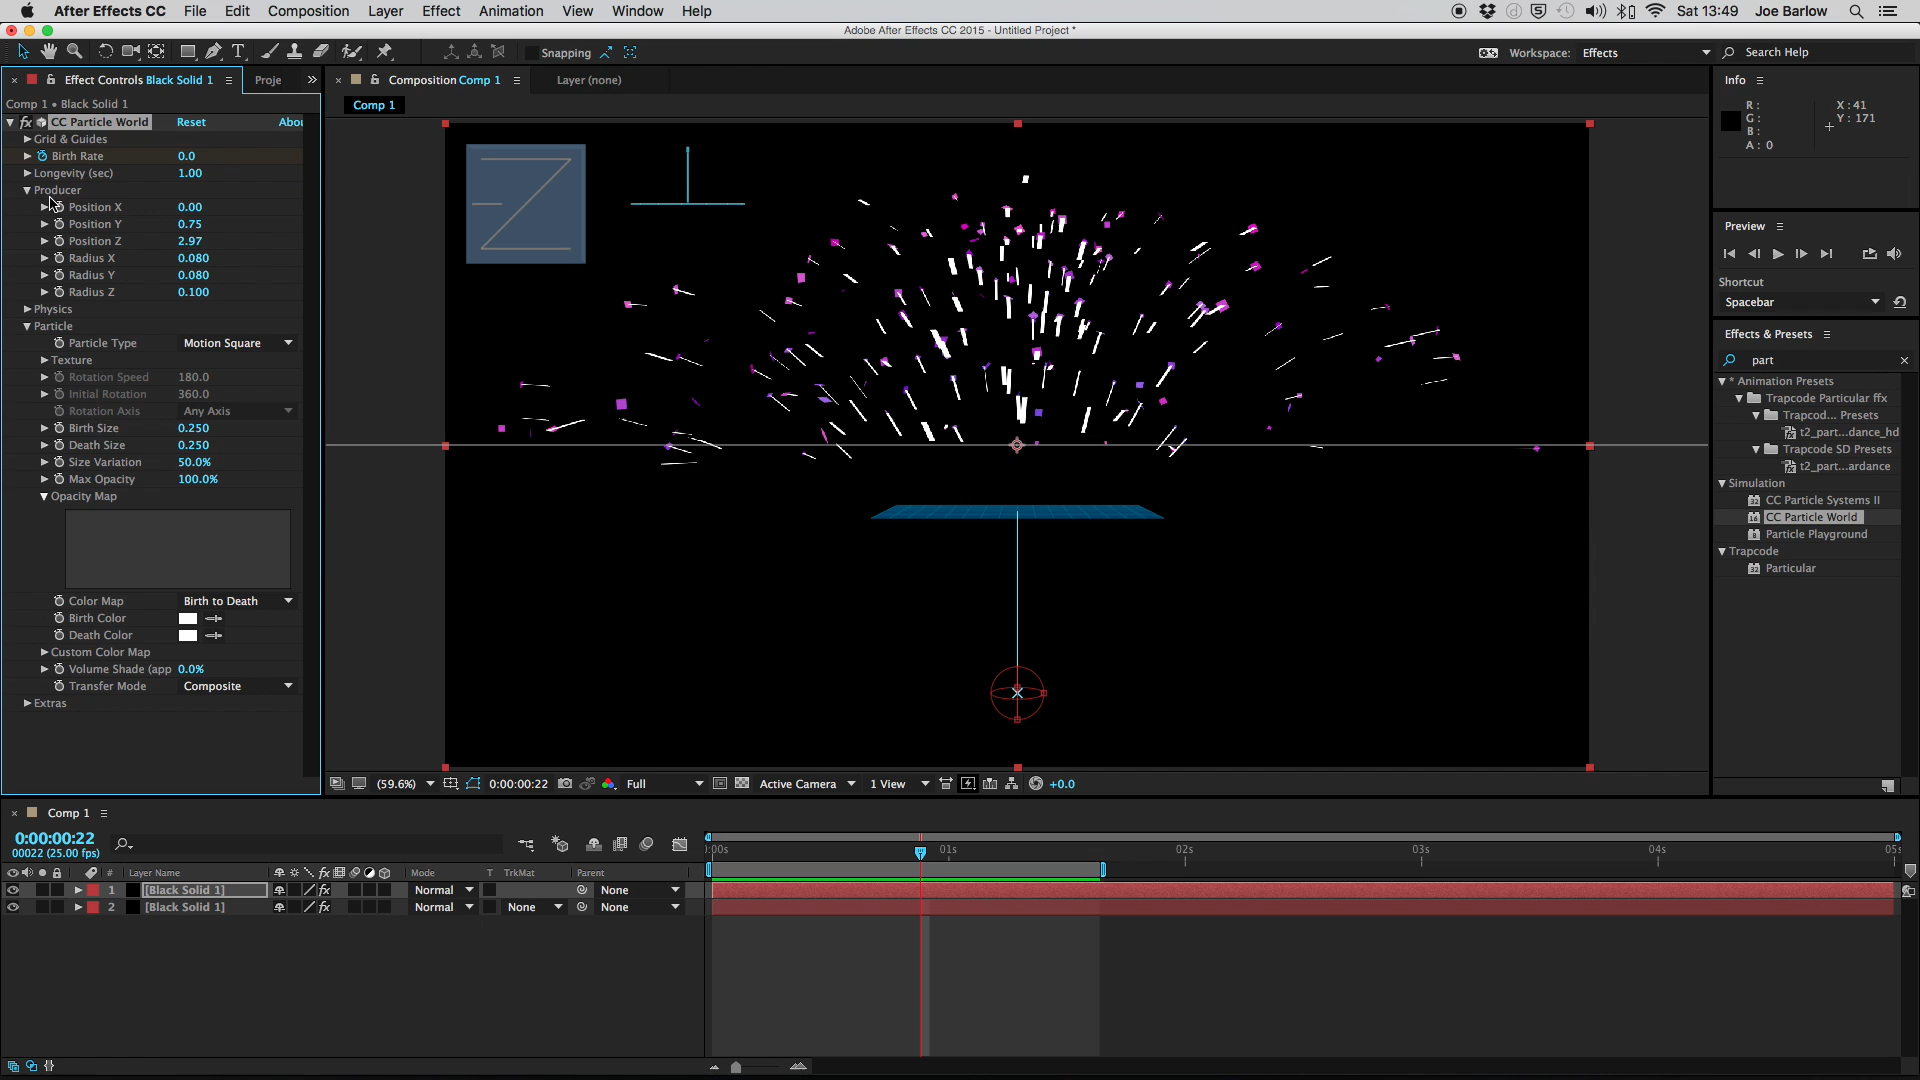 After Effects CC File Edit Composition Layer Effect Animation View Window Help Sat 13:49 Joe Barlow
Adobe After Effects CC 2015 - Untitled Project *
Snapping Workspace: Effects Search Help
Effect Controls Black Solid 1 Proje
Comp 1 • Black Solid 1
fx CC Particle World Reset Abou
Grid & Guides
Birth Rate 0.0
Longevity (sec) 1.00
Producer
Position X 0.00
Position Y 0.75
Position Z 2.97
Radius X 0.080
Radius Y 0.080
Radius Z 0.100
Physics
Particle
Particle Type Motion Square
Texture
Rotation Speed 180.0
Initial Rotation 360.0
Rotation Axis Any Axis
Birth Size 0.250
Death Size 0.250
Size Variation 50.0%
Max Opacity 100.0%
Opacity Map
Color Map Birth to Death
Birth Color
Death Color
Custom Color Map
Volume Shade (app 0.0%
Transfer Mode Composite
Extras
Composition Comp 1 Layer (none)
Comp 1
(59.6%) 0:00:00:22 Full Active Camera 1 View +0.0
Info
R: X : 41
G: Y : 171
B:
A: 0
Preview
Shortcut
Spacebar
Effects & Presets
part
* Animation Presets
Trapcode Particular ffx
Trapcod... Presets
t2_part...dance_hd
Trapcode SD Presets
t2_part...ardance
Simulation
CC Particle Systems II
CC Particle World
Particle Playground
Trapcode
Particular
Comp 1
0:00:00:22
00022 (25.00 fps)
:00s 01s 02s 03s 04s 05s
# Layer Name Mode T TrkMat Parent
1 [Black Solid 1] Normal None
2 [Black Solid 1] Normal None None